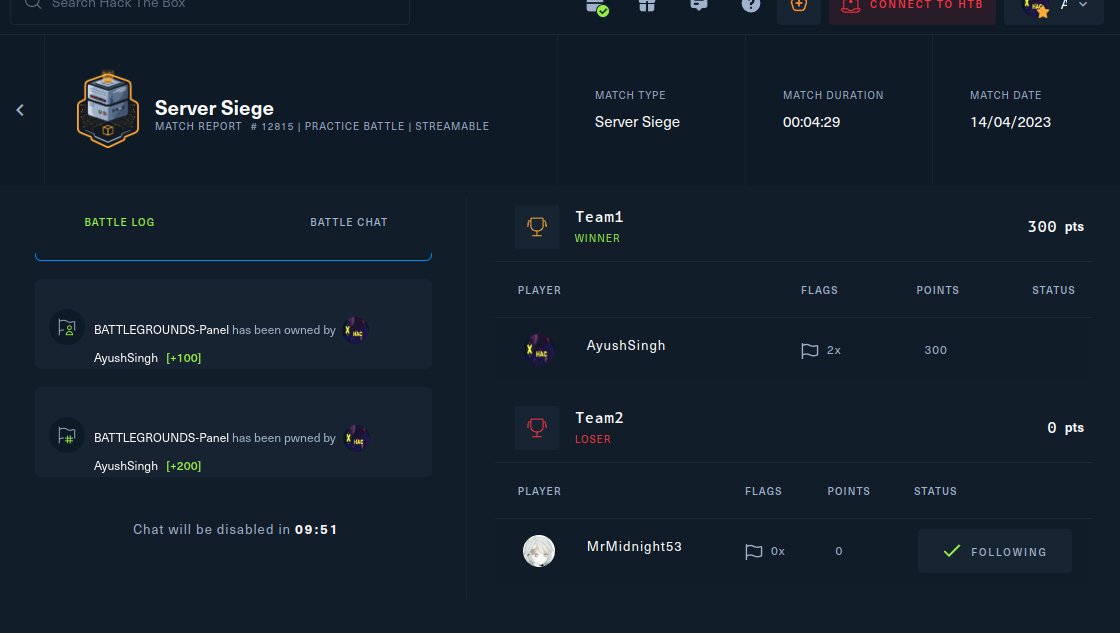 Search Hack The Box
CONNECT TO HTB
Server Siege
MATCH REPORT # 12815 | PRACTICE BATTLE | STREAMABLE
MATCH TYPE
Server Siege
MATCH DURATION
00:04:29
MATCH DATE
14/04/2023
BATTLE LOG
BATTLE CHAT
BATTLEGROUNDS-Panel has been owned by
AyushSingh [+100]
BATTLEGROUNDS-Panel has been pwned by
AyushSingh [+200]
Chat will be disabled in 09:51
Team1
WINNER
300 pts
PLAYER FLAGS POINTS STATUS
AyushSingh 2x 300
Team2
LOSER
0 pts
PLAYER FLAGS POINTS STATUS
MrMidnight53 0x 0 FOLLOWING